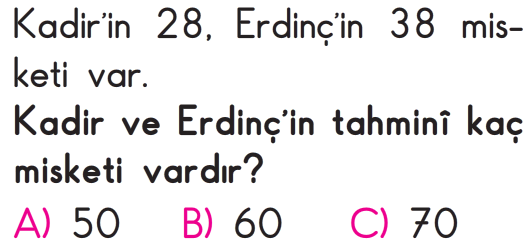 Kadir'in 28, Erdinç'in 38 mis-
keti var.
Kadir ve Erdinç'in tahminî kaç
misketi vardır?
A) 50 B) 60 C) 70